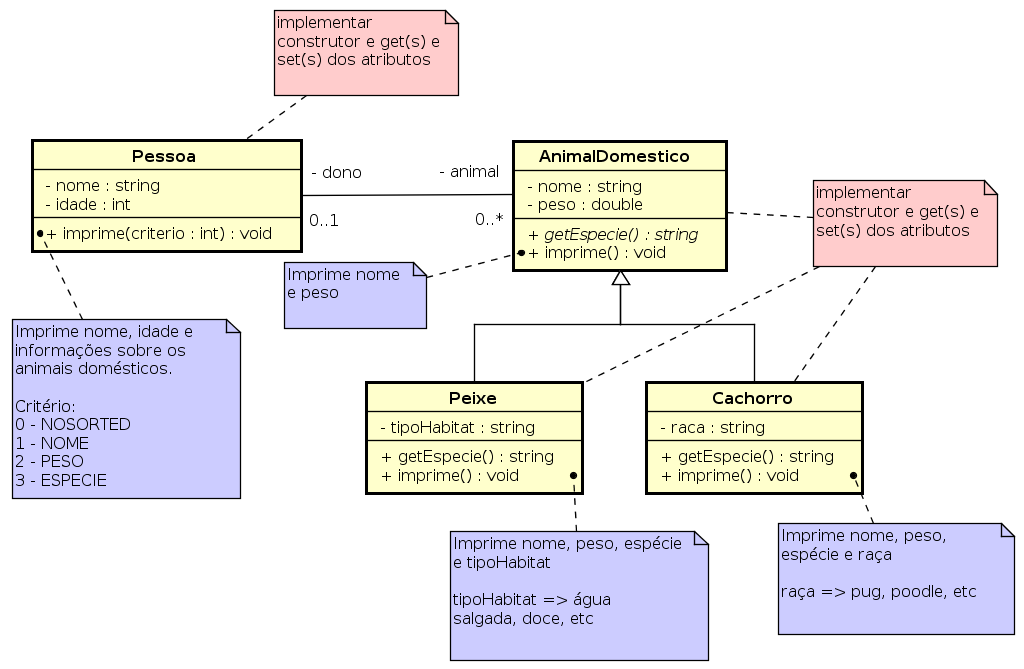 implementar
construtor e get(s) e
set(s) dos atributos
Pessoa
- nome : string
- idade : int
+ imprime(criterio : int) : void
- dono
- animal
0..1
0..*
AnimalDomestico
- nome : string
- peso : double
+ getEspecie() : string
+ imprime() : void
implementar
construtor e get(s) e
set(s) dos atributos
Imprime nome
e peso
Imprime nome, idade e
informações sobre os
animais domésticos.
Critério:
0 - NOSORTED
1 - NOME
2 - PESO
3 - ESPECIE
Peixe
- tipoHabitat : string
+ getEspecie() : string
+ imprime() : void
Cachorro
- raca : string
+ getEspecie() : string
+ imprime() : void
Imprime nome, peso, espécie
e tipoHabitat
tipoHabitat => água
salgada, doce, etc
Imprime nome, peso,
espécie e raça
raça => pug, poodle, etc